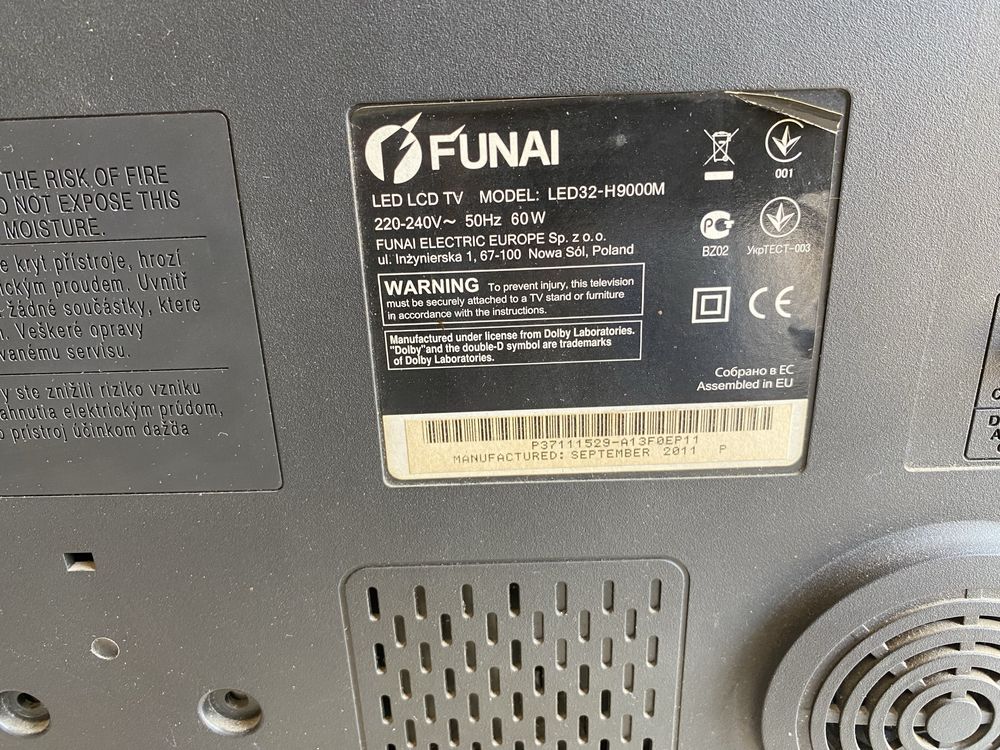 THE RISK OF FIRE
O NOT EXPOSE THIS
MOISTURE.
e kryt přístroje, hrozí
ickým proudem. Uvnitř
žádné součástky, které
. Veškeré opravy
vanému servisu.
y ste znížili riziko vzniku
ahnutia elektrickým prúdom,
o prístroj účinkom dažďa
FUNAI
LED LCD TV MODEL: LED32-H9000M
220-240V~ 50Hz 60W
FUNAI ELECTRIC EUROPE Sp. z o.o.
ul. Inżynierska 1, 67-100 Nowa Sól, Poland
WARNING To prevent injury, this television
must be securely attached to a TV stand or furniture
in accordance with the instructions.
Manufactured under license from Dolby Laboratories.
"Dolby"and the double-D symbol are trademarks
of Dolby Laboratories.
001
PG
BZ02
УкрТЕСТ-003
CE
Собрано в ЕС
Assembled in EU
P37111529-A13F0EP11
MANUFACTURED: SEPTEMBER 2011 P